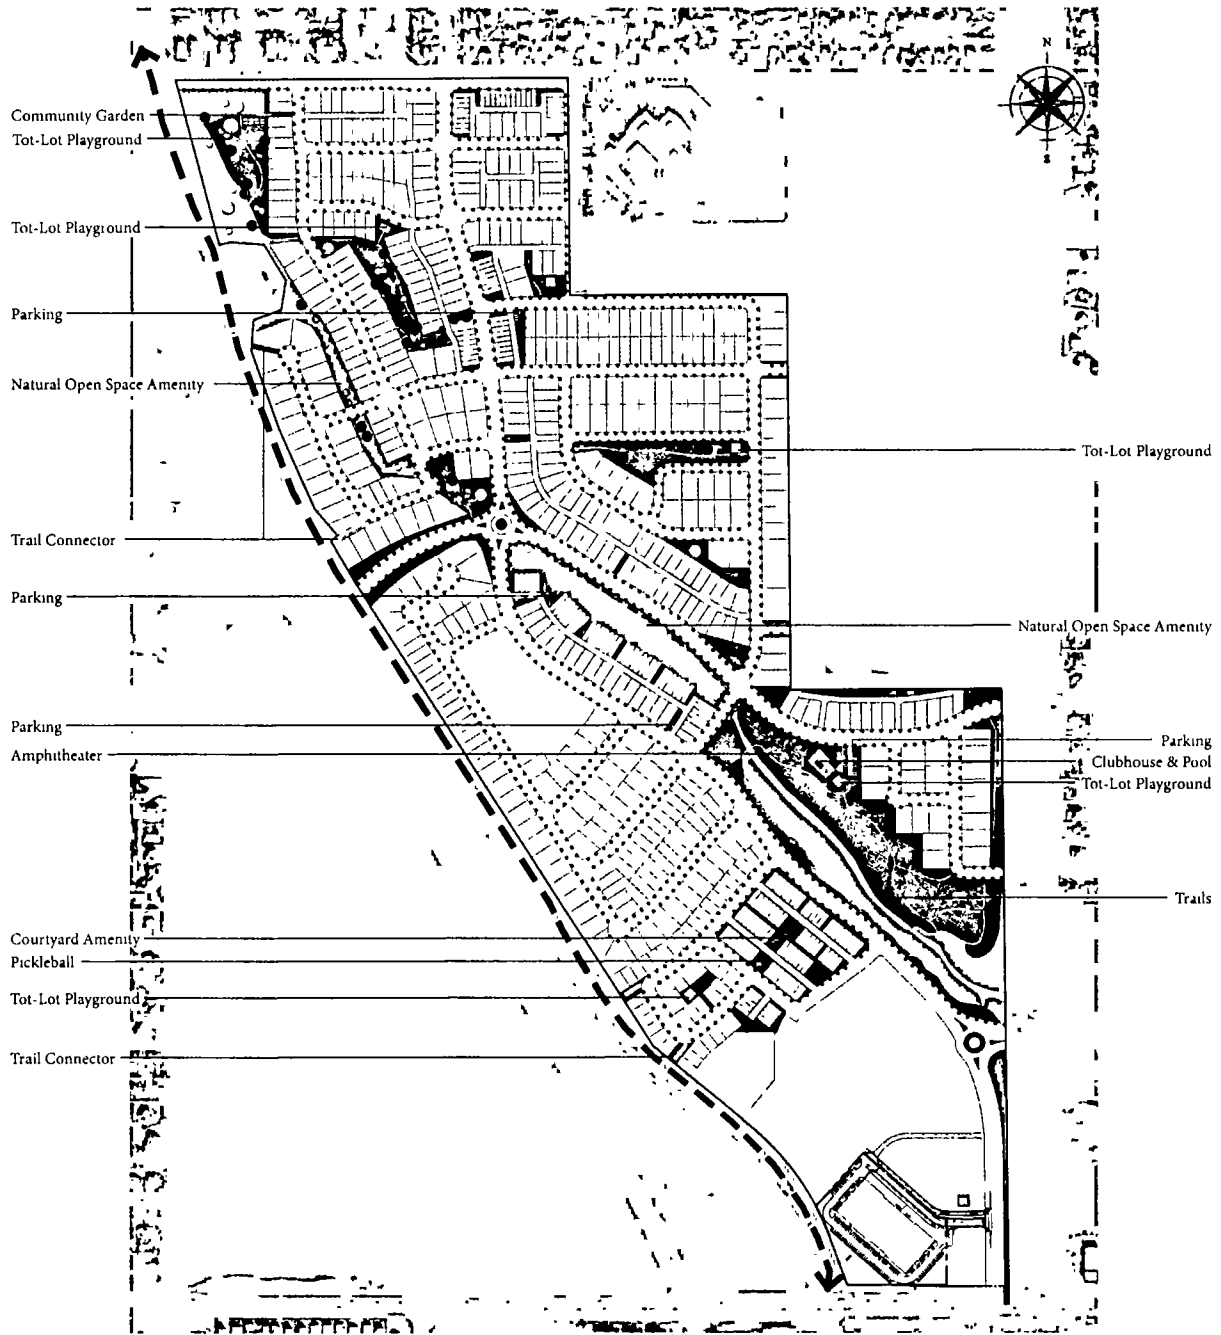 N
Community Garden
Tot-Lot Playground
Tot-Lot Playground
Parking
Natural Open Space Amenity
Tot-Lot Playground
Trail Connector
Parking
Natural Open Space Amenity
Parking
Amphitheater
Parking
Clubhouse & Pool
Tot-Lot Playground
Trails
Courtyard Amenity
Pickleball
Tot-Lot Playground
Trail Connector
S